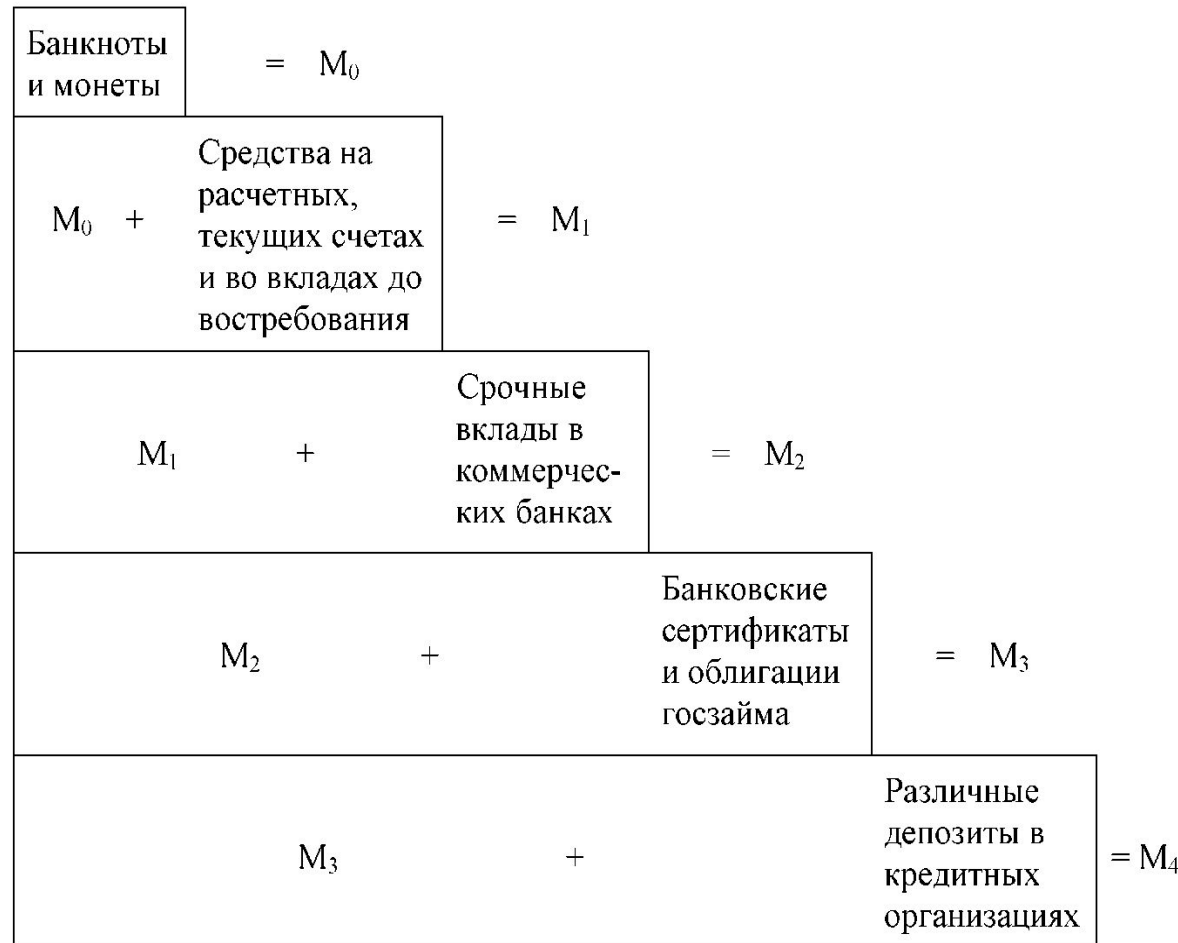 Банкноты
и монеты
= M₀
Средства на
расчетных,
M₀ + текущих счетах = M₁
и во вкладах до
востребования
Срочные
вклады в
M₁ + коммерчес- = M₂
ких банках
Банковские
сертификаты
M₂ + и облигации = M₃
госзайма
Различные
депозиты в
M₃ + кредитных = M₄
организациях